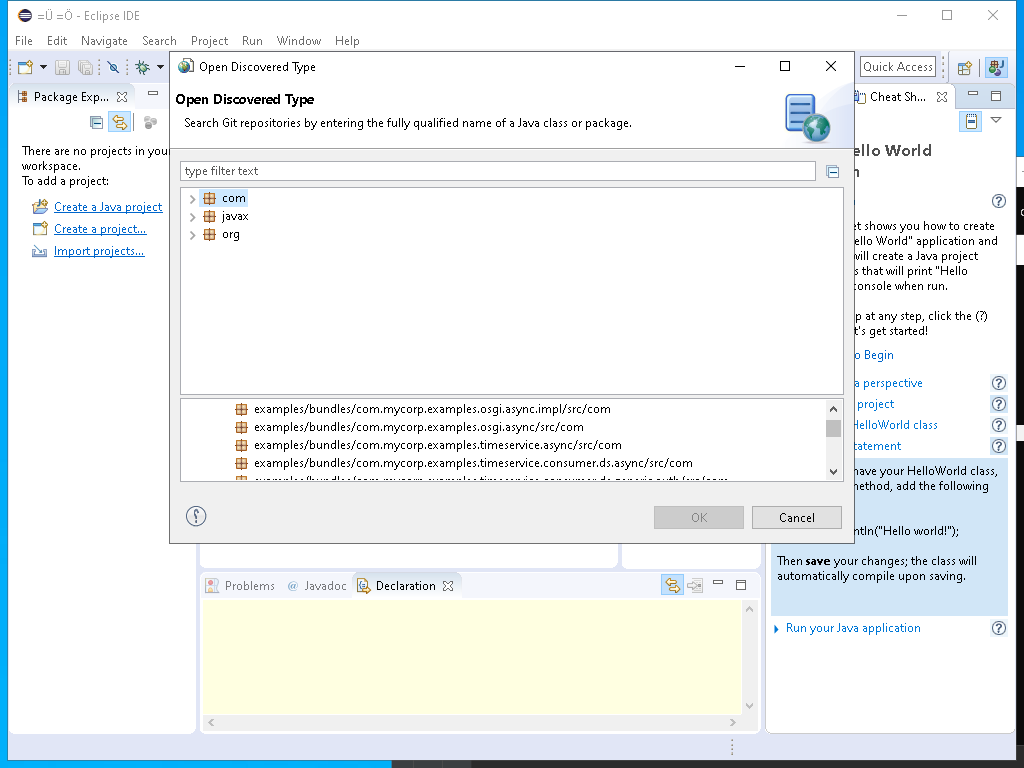 =Ü =Ö - Eclipse IDE
File Edit Navigate Search Project Run Window Help
Quick Access
Package Exp...
There are no projects in your
workspace.
To add a project:
Create a Java project
Create a project...
Import projects...
Open Discovered Type
Open Discovered Type
Search Git repositories by entering the fully qualified name of a Java class or package.
type filter text
com
javax
org
examples/bundles/com.mycorp.examples.osgi.async.impl/src/com
examples/bundles/com.mycorp.examples.osgi.async/src/com
examples/bundles/com.mycorp.examples.timeservice.async/src/com
examples/bundles/com.mycorp.examples.timeservice.consumer.ds.async/src/com
OK Cancel
Cheat Sh...
ello World
et shows you how to create
ello World" application and
will create a Java project
s that will print "Hello
console when run.
p at any step, click the (?)
t's get started!
o Begin
a perspective
project
HelloWorld class
tatement
have your HelloWorld class,
method, add the following
ntln("Hello world!");
Then save your changes; the class will
automatically compile upon saving.
Run your Java application
Problems @ Javadoc Declaration